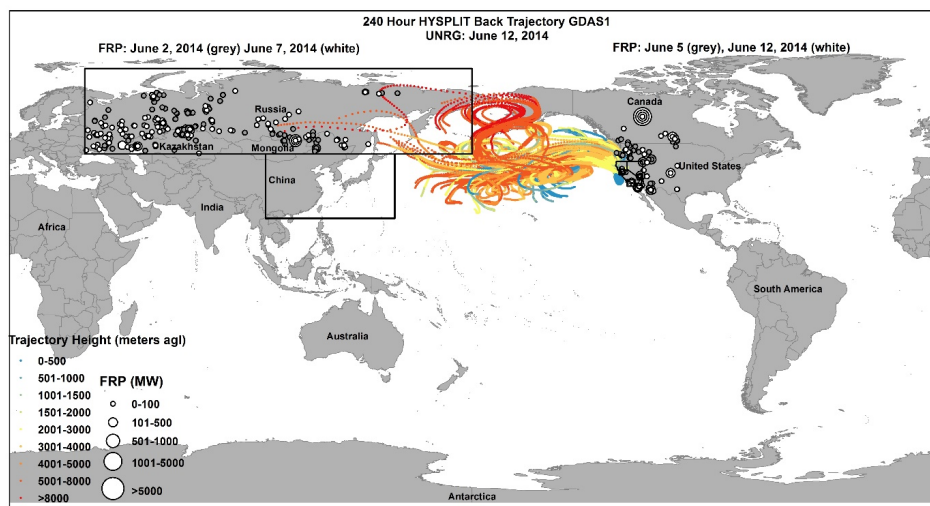 240 Hour HYSPLIT Back Trajectory GDAS1
UNRG: June 12, 2014
FRP: June 2, 2014 (grey) June 7, 2014 (white)
FRP: June 5 (grey), June 12, 2014 (white)
Russia
Canada
Kazakhstan
Mongolia
United States
China
India
Africa
South America
Australia
Trajectory Height (meters agl)
0-500
501-1000
1001-1500
1501-2000
2001-3000
3001-4000
4001-5000
5001-8000
>8000
FRP (MW)
0-100
101-500
501-1000
1001-5000
>5000
Antarctica